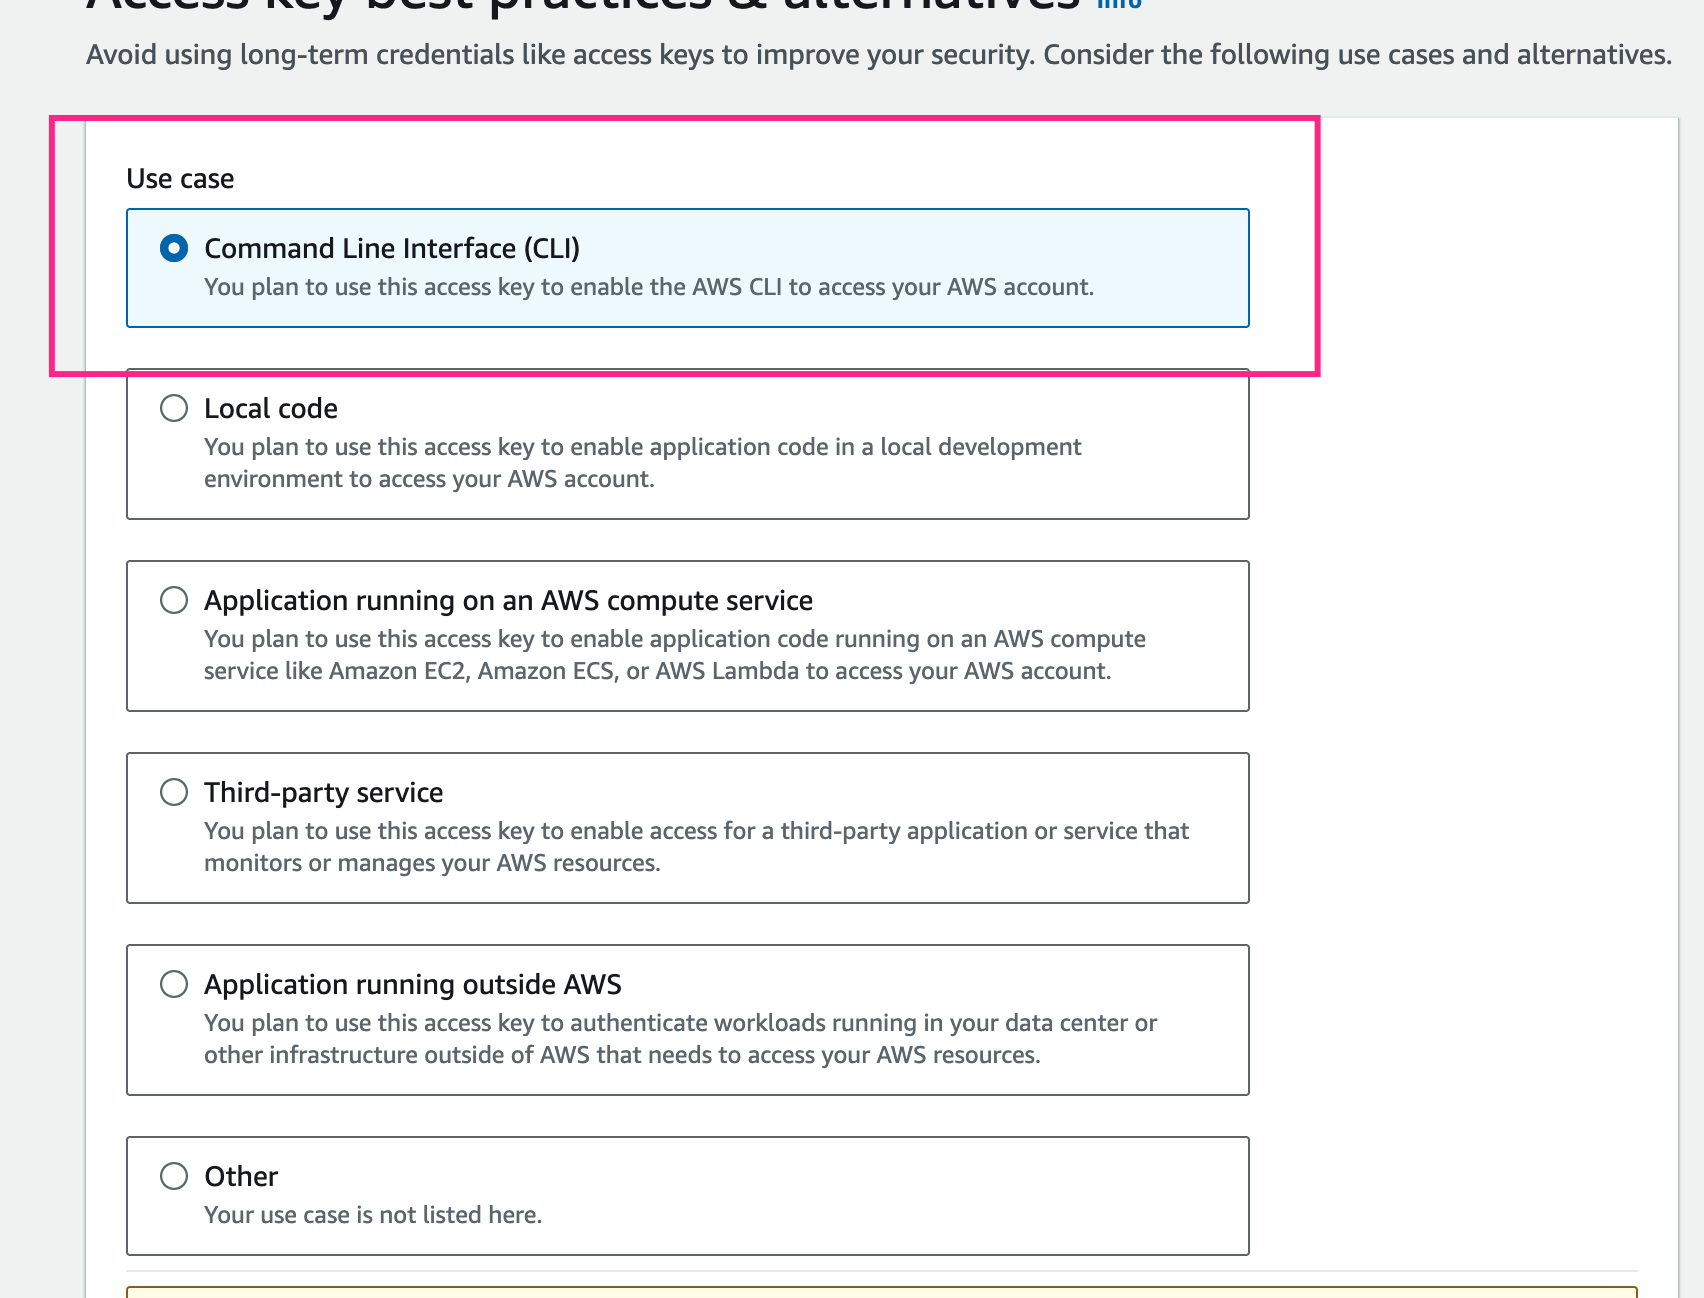 Access key best practices & alternatives Info
Avoid using long-term credentials like access keys to improve your security. Consider the following use cases and alternatives.
Use case
Command Line Interface (CLI)
You plan to use this access key to enable the AWS CLI to access your AWS account.
Local code
You plan to use this access key to enable application code in a local development
environment to access your AWS account.
Application running on an AWS compute service
You plan to use this access key to enable application code running on an AWS compute
service like Amazon EC2, Amazon ECS, or AWS Lambda to access your AWS account.
Third-party service
You plan to use this access key to enable access for a third-party application or service that
monitors or manages your AWS resources.
Application running outside AWS
You plan to use this access key to authenticate workloads running in your data center or
other infrastructure outside of AWS that needs to access your AWS resources.
Other
Your use case is not listed here.